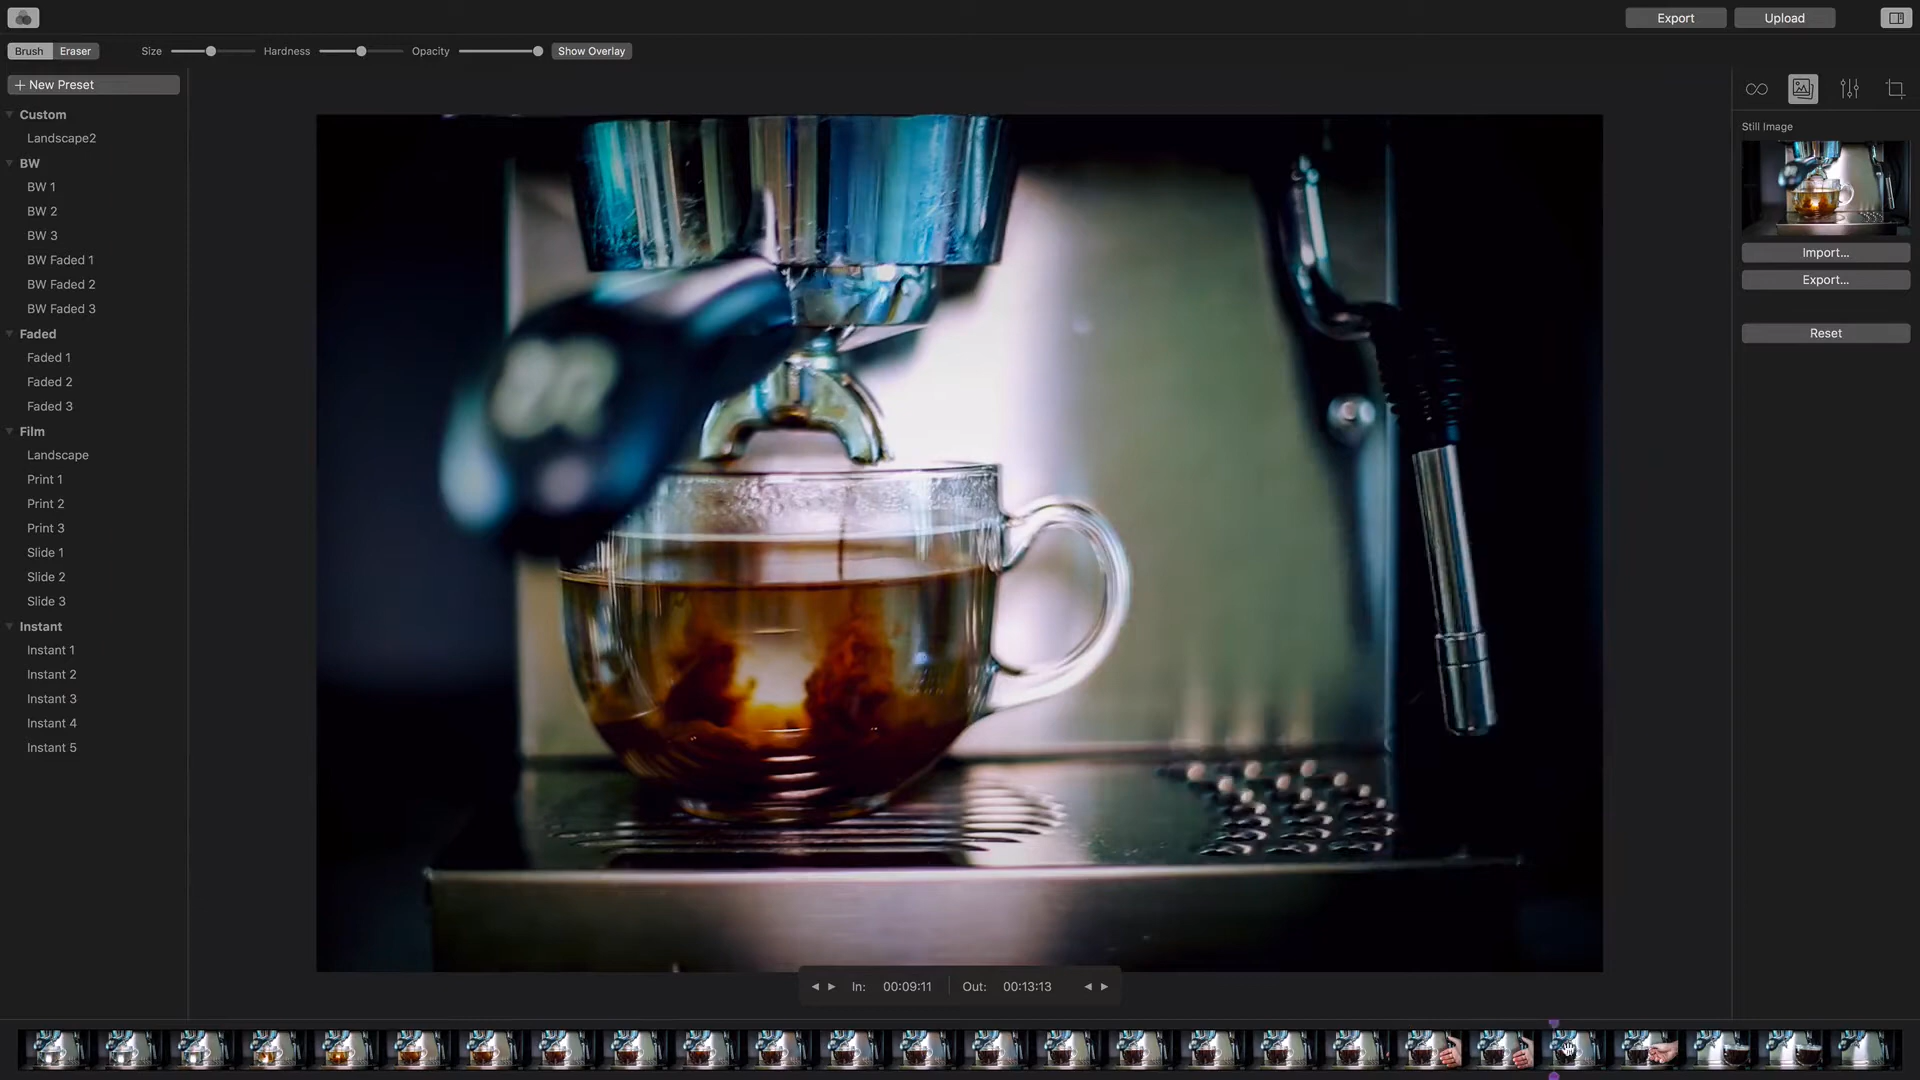 Export Upload
Brush Eraser Size Hardness Opacity Show Overlay
New Preset
Custom
Landscape2
BW
BW 1
BW 2
BW 3
BW Faded 1
BW Faded 2
BW Faded 3
Faded
Faded 1
Faded 2
Faded 3
Film
Landscape
Print 1
Print 2
Print 3
Slide 1
Slide 2
Slide 3
Instant
Instant 1
Instant 2
Instant 3
Instant 4
Instant 5
Still Image
Import...
Export...
Reset
In: 00:09:11 Out: 00:13:13